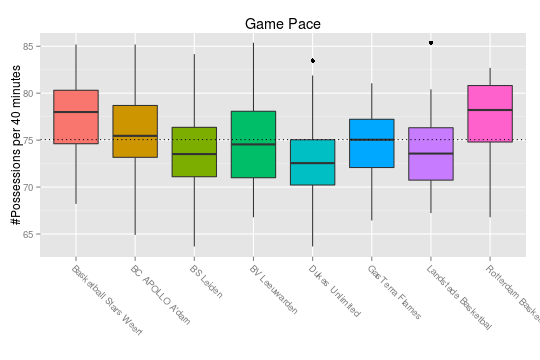 Game Pace
#Possessions per 40 minutes
85
80
75
70
65
Basketball Stars Weert
BC APOLLO A'dam
BS Leiden
BV Leeuwarden
Dukes Unlimited
GasTerra Flames
Landstede Basketbal
Rotterdam Basket